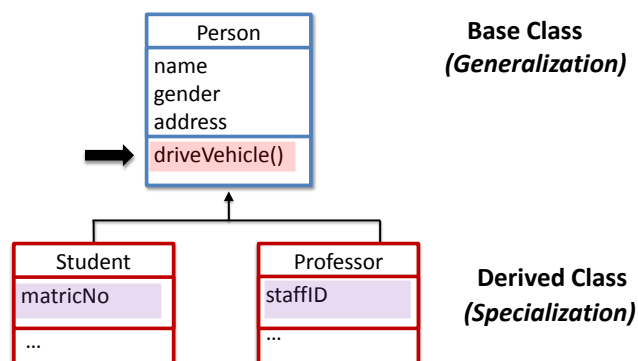 Person
Base Class
(Generalization)
name
gender
address
driveVehicle()
Student
Professor
matricNo
staffID
Derived Class
(Specialization)
...
...